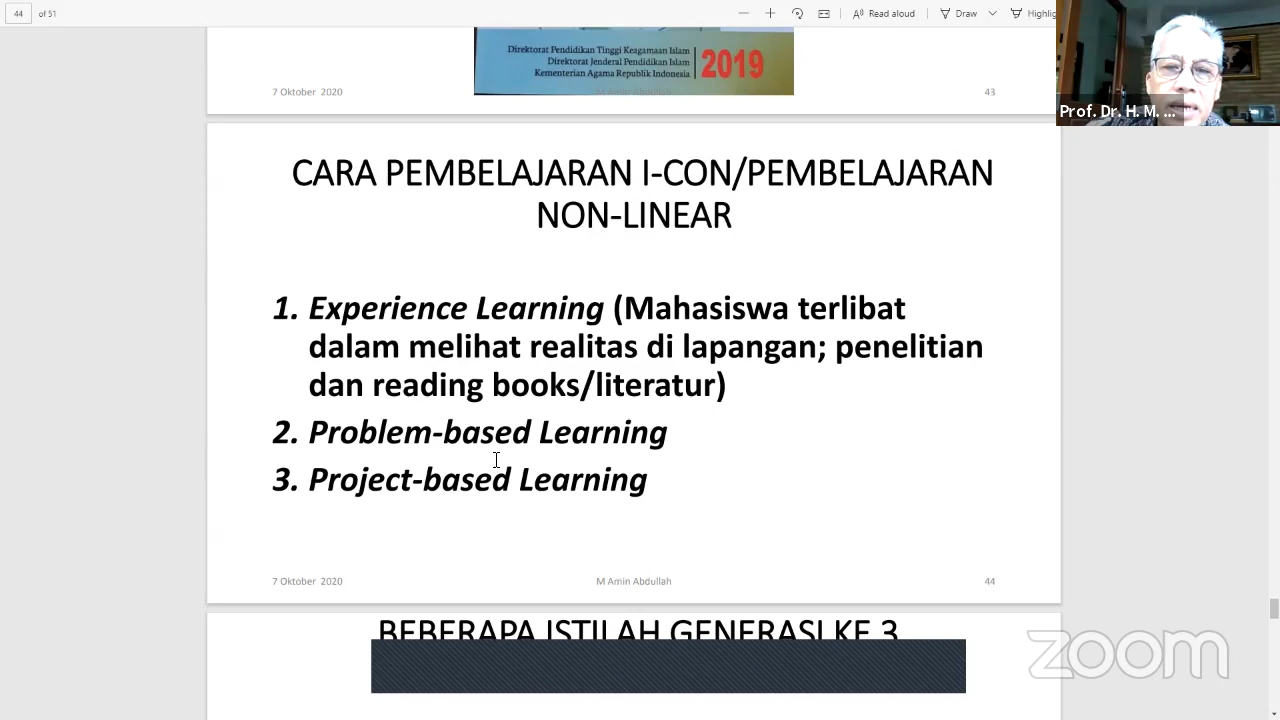 44 of 51
Read aloud
Draw
Direktorat Pendidikan Tinggi Keagamaan Islam
Direktorat Jenderal Pendidikan Islam
Kementerian Agama Republik Indonesia
2019
7 Oktober 2020
M Amin Abdullah
43
Prof. Dr. H. M. ...
CARA PEMBELAJARAN I-CON/PEMBELAJARAN
NON-LINEAR
1. Experience Learning (Mahasiswa terlibat
dalam melihat realitas di lapangan; penelitian
dan reading books/literatur)
2. Problem-based Learning
3. Project-based Learning
7 Oktober 2020
M Amin Abdullah
44
BEBERAPA ISTILAH GENERASI KE 3
zoom